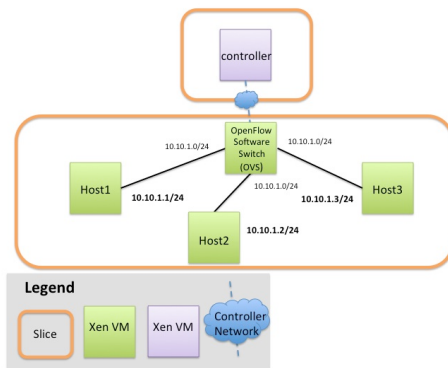 controller
OpenFlow
Software
Switch
(OVS)
10.10.1.0/24
10.10.1.0/24
10.10.1.0/24
Host1
10.10.1.1/24
10.10.1.3/24
Host3
10.10.1.2/24
Host2
Legend
Slice
Xen VM
Xen VM
Controller
Network